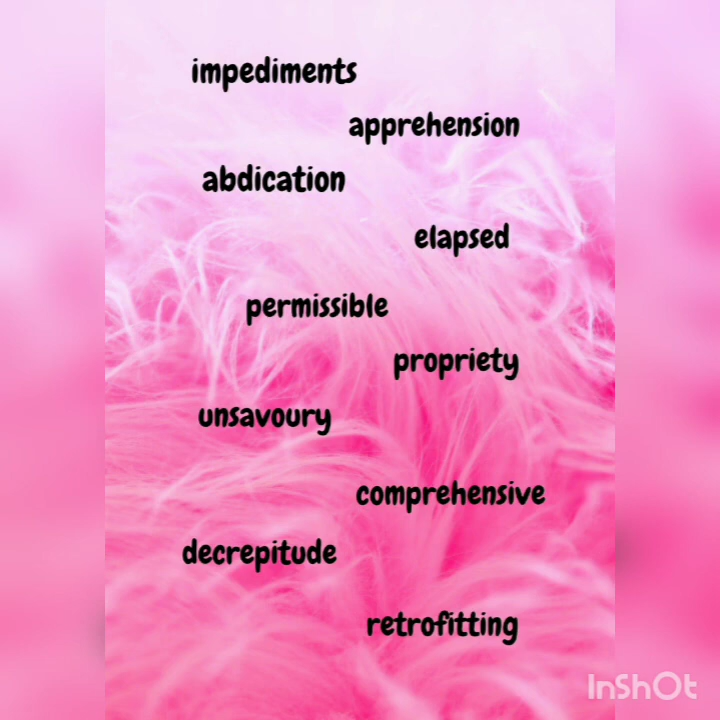 impediments
apprehension
abdication
elapsed
permissible
propriety
unsavoury
comprehensive
decrepitude
retrofitting
InShOt